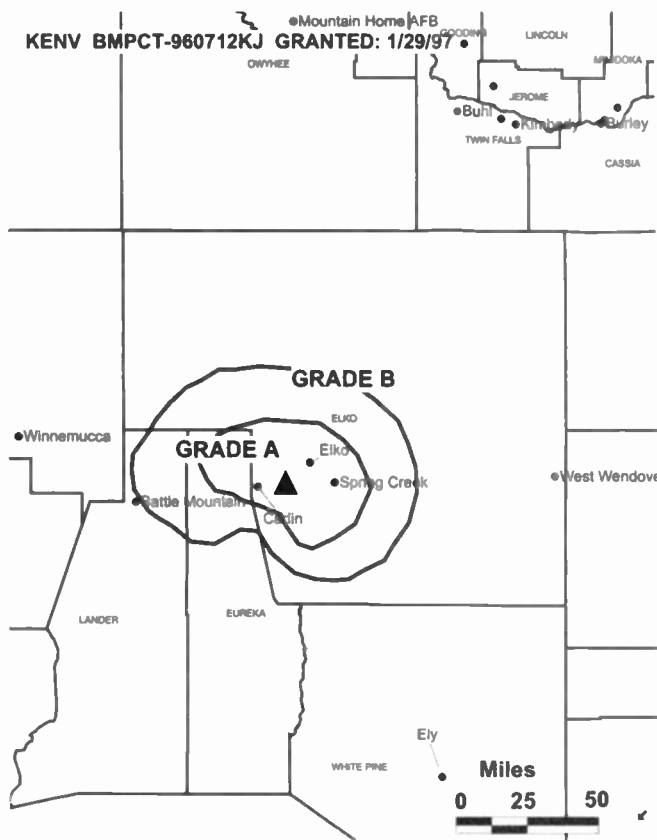 Mountain Home AFB
KENV BMPCT-960712KJ GRANTED: 1/29/97
GOODING
LINCOLN
OWYHEE
MINIDOKA
JEROME
Buhl
Kimberly
Burley
TWIN FALLS
CASSIA
GRADE B
ELKO
Winnemucca
GRADE A
Elko
West Wendove
Spring Creek
Battle Mountain
Carlin
LANDER
EUREKA
Ely
WHITE PINE
Miles
0 25 50